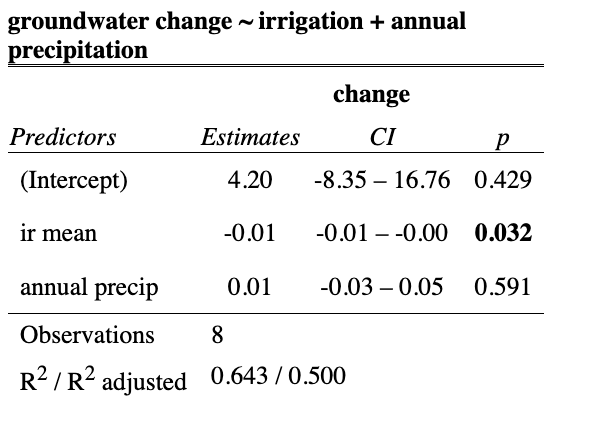 groundwater change ~ irrigation + annual
precipitation
change
Predictors Estimates CI p
(Intercept) 4.20 -8.35 – 16.76 0.429
ir mean -0.01 -0.01 – -0.00 0.032
annual precip 0.01 -0.03 – 0.05 0.591
Observations 8
R² / R² adjusted 0.643 / 0.500